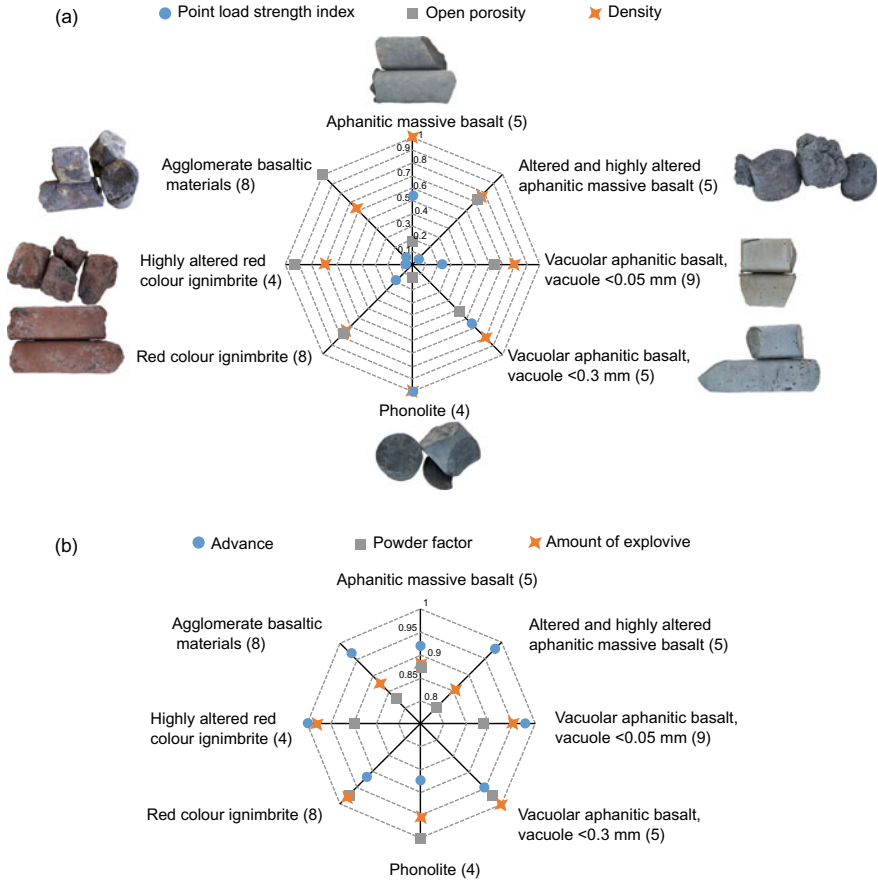 (a)
Point load strength index
Open porosity
Density
Aphanitic massive basalt (5)
Agglomerate basaltic
materials (8)
Altered and highly altered
aphanitic massive basalt (5)
1
0.9
0.8
0.7
0.6
0.5
0.4
0.3
0.2
0.1
Highly altered red
colour ignimbrite (4)
Vacuolar aphanitic basalt,
vacuole <0.05 mm (9)
Red colour ignimbrite (8)
Vacuolar aphanitic basalt,
vacuole <0.3 mm (5)
Phonolite (4)
(b)
Advance
Powder factor
Amount of explovive
Aphanitic massive basalt (5)
Agglomerate basaltic
materials (8)
Altered and highly altered
aphanitic massive basalt (5)
1
0.95
0.9
0.85
0.8
Highly altered red
colour ignimbrite (4)
Vacuolar aphanitic basalt,
vacuole <0.05 mm (9)
Red colour ignimbrite (8)
Vacuolar aphanitic basalt,
vacuole <0.3 mm (5)
Phonolite (4)